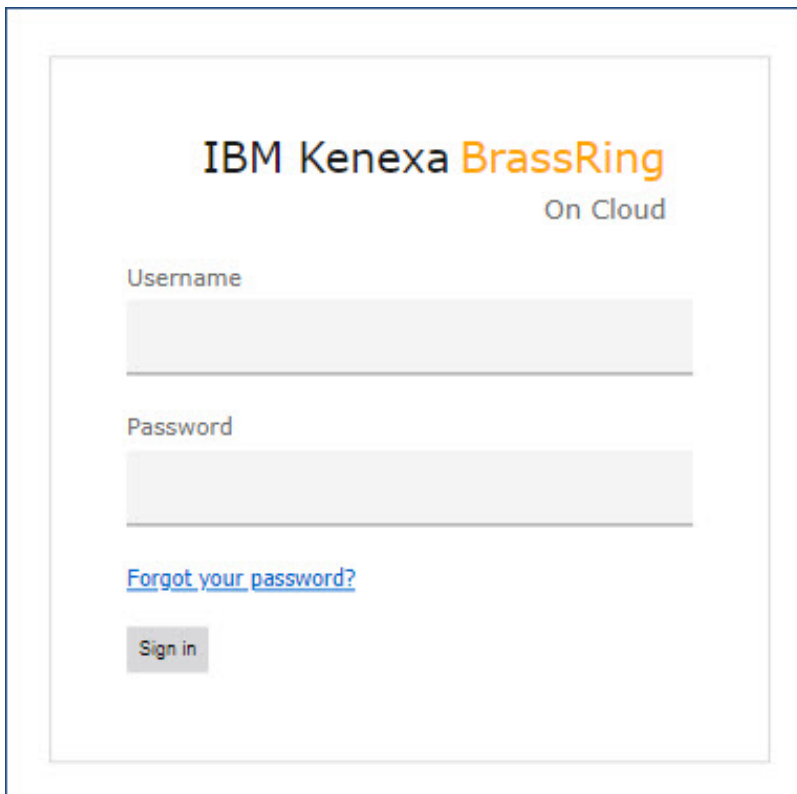 IBM Kenexa BrassRing
On Cloud
Username
Password
Forgot your password?
Sign in